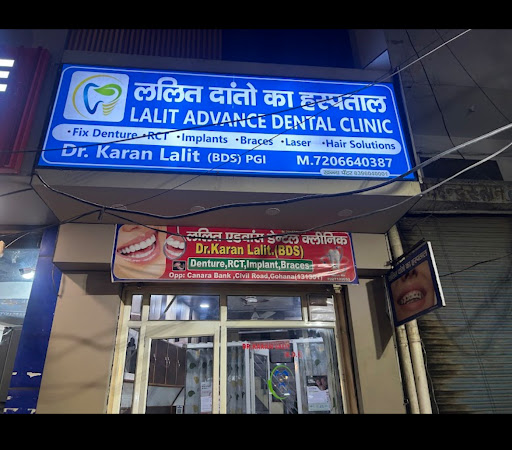 E
ललित दांतो का हस्पताल
LALIT ADVANCE DENTAL CLINIC
•Fix Denture •RCT •Implants •Braces •Laser •Hair Solutions
Dr. Karan Lalit (BDS) PGI M.7206640387
ललित एडवांस डेन्टल क्लीनिक
Dr.Karan Lalit.(BDS)
Denture,RCT,Implant,Braces
Opp: Canara Bank ,Civil Road,Gohana(131301)